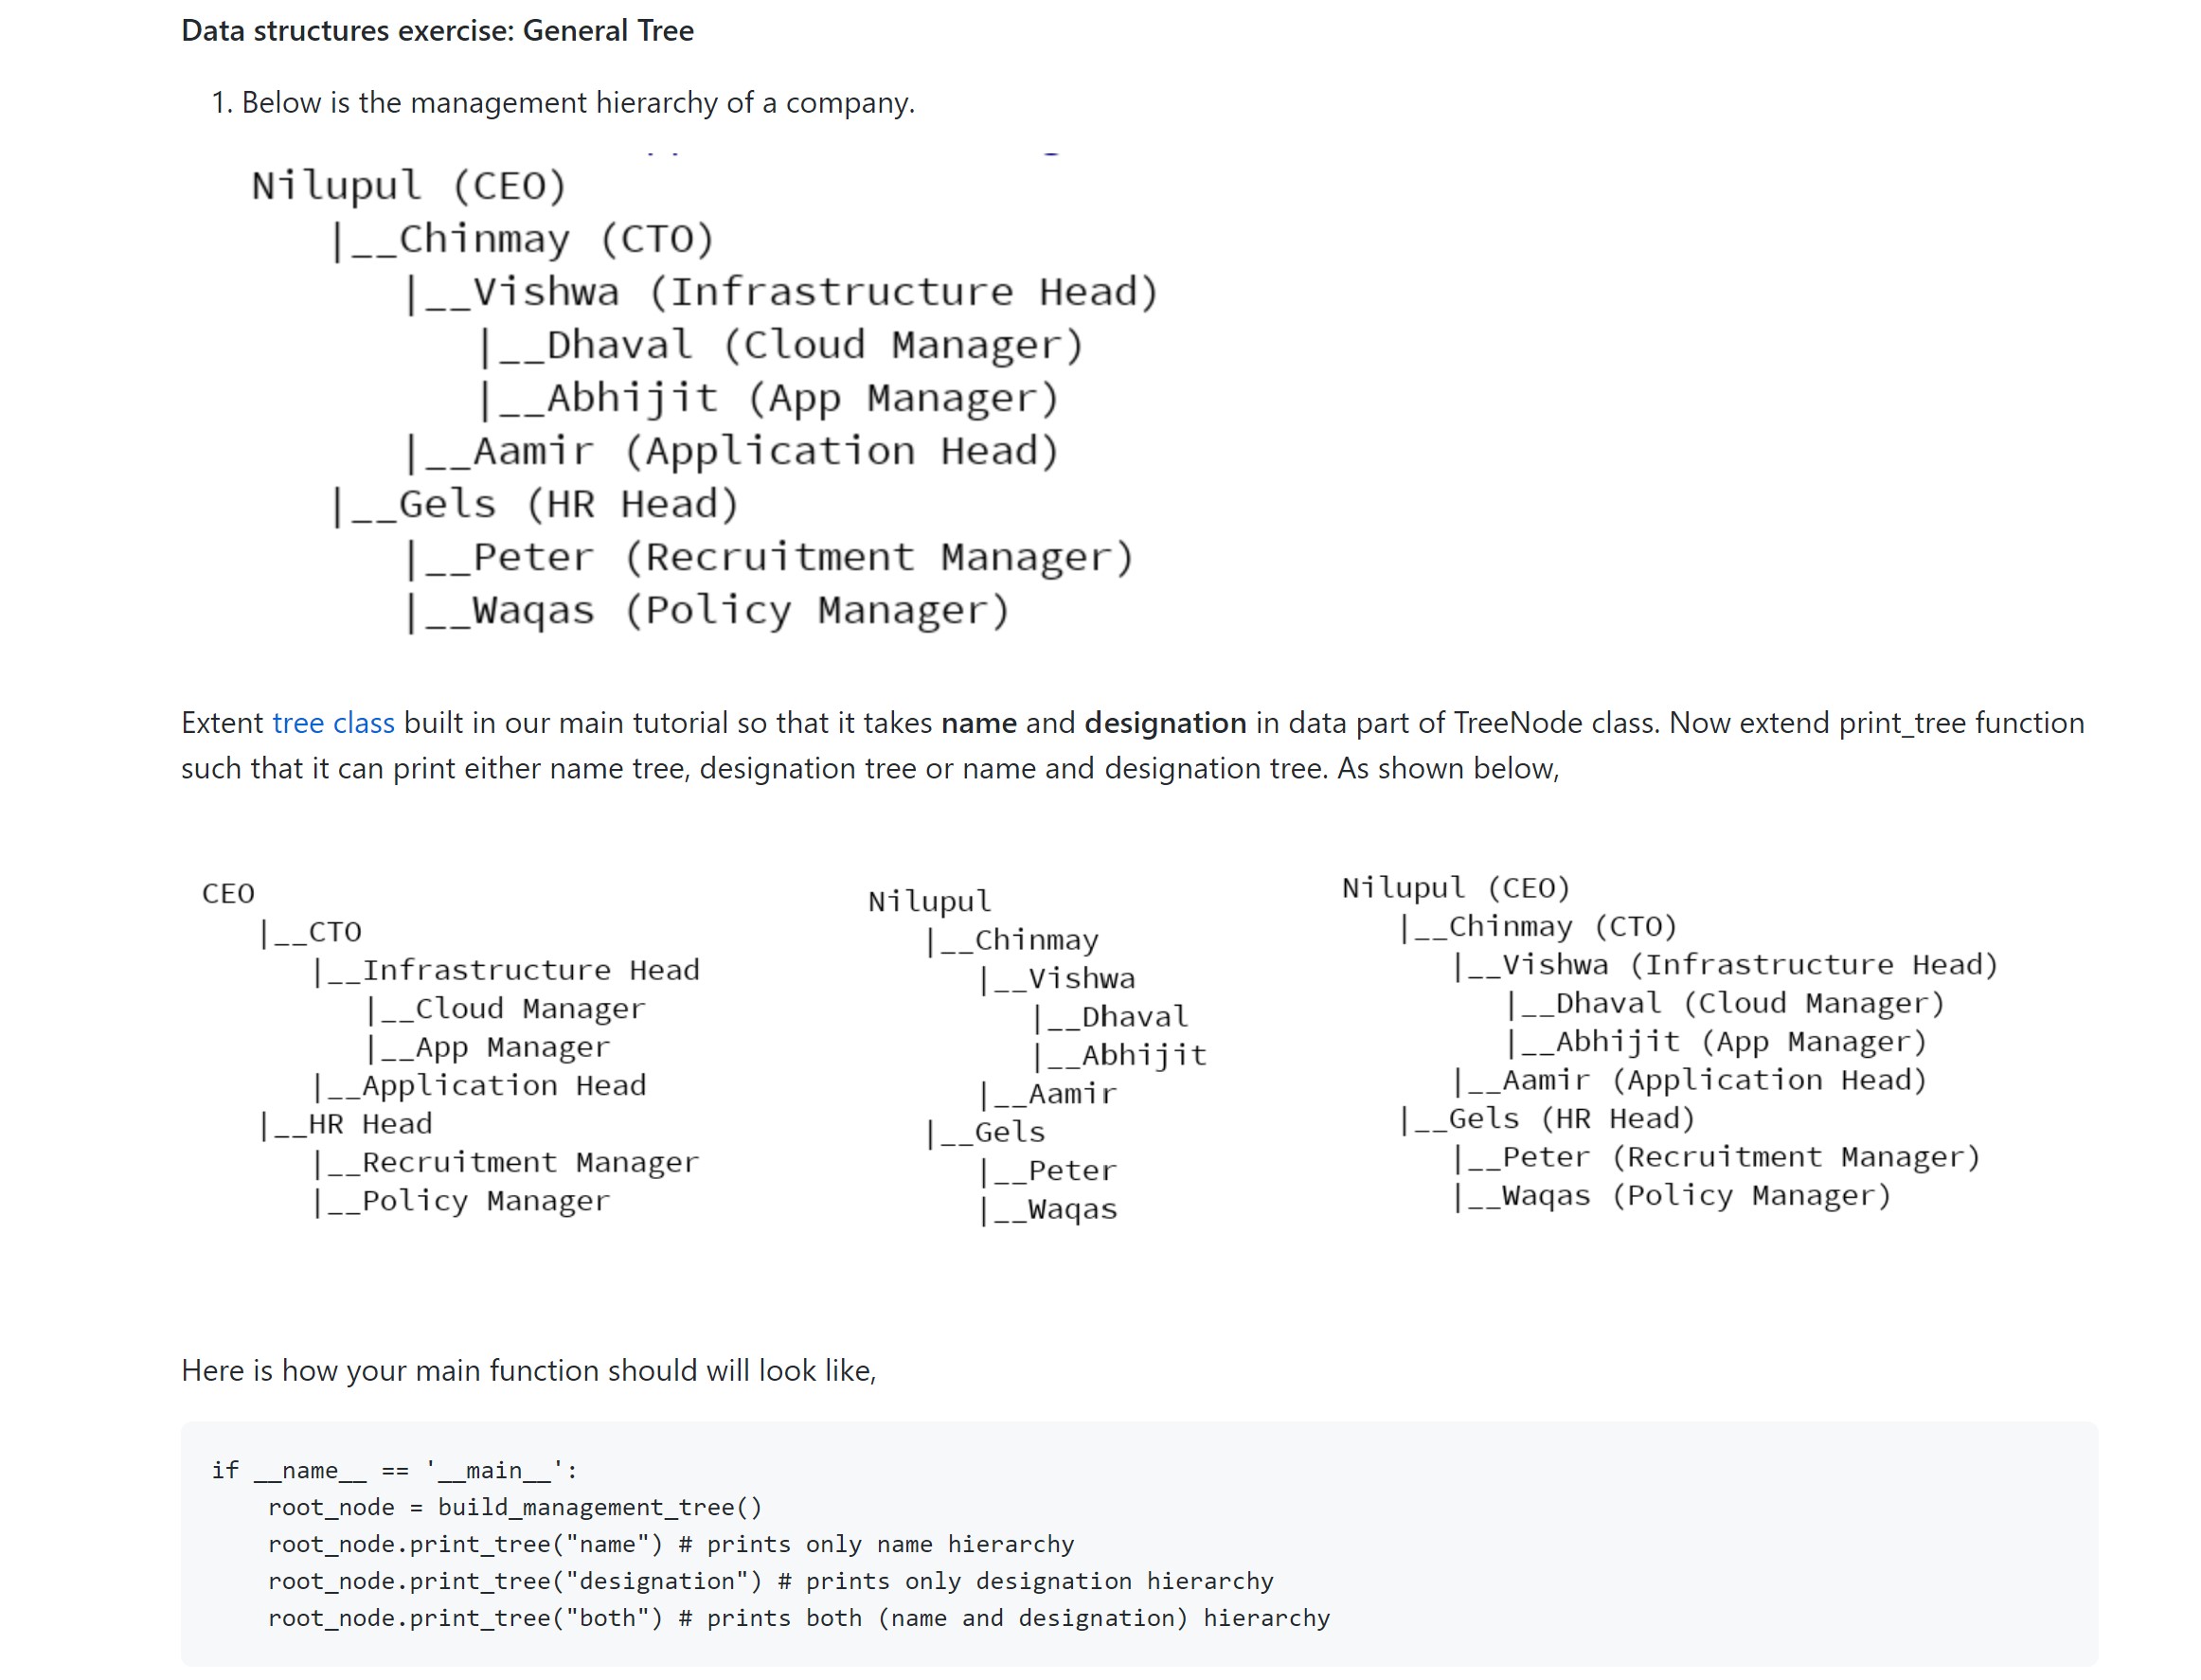 Data structures exercise: General Tree
1. Below is the management hierarchy of a company.
Nilupul (CEO)
|__Chinmay (CTO)
|__Vishwa (Infrastructure Head)
|__Dhaval (Cloud Manager)
|__Abhijit (App Manager)
|__Aamir (Application Head)
|__Gels (HR Head)
|__Peter (Recruitment Manager)
|__Waqas (Policy Manager)
Extent tree class built in our main tutorial so that it takes name and designation in data part of TreeNode class. Now extend print_tree function
such that it can print either name tree, designation tree or name and designation tree. As shown below,
CEO
|__CTO
|__Infrastructure Head
|__Cloud Manager
|__App Manager
|__Application Head
|__HR Head
|__Recruitment Manager
|__Policy Manager
Nilupul
|__Chinmay
|__Vishwa
|__Dhaval
|__Abhijit
|__Aamir
|__Gels
|__Peter
|__Waqas
Nilupul (CEO)
|__Chinmay (CTO)
|__Vishwa (Infrastructure Head)
|__Dhaval (Cloud Manager)
|__Abhijit (App Manager)
|__Aamir (Application Head)
|__Gels (HR Head)
|__Peter (Recruitment Manager)
|__Waqas (Policy Manager)
Here is how your main function should will look like,
if __name__ == '__main__':
root_node = build_management_tree()
root_node.print_tree("name") # prints only name hierarchy
root_node.print_tree("designation") # prints only designation hierarchy
root_node.print_tree("both") # prints both (name and designation) hierarchy